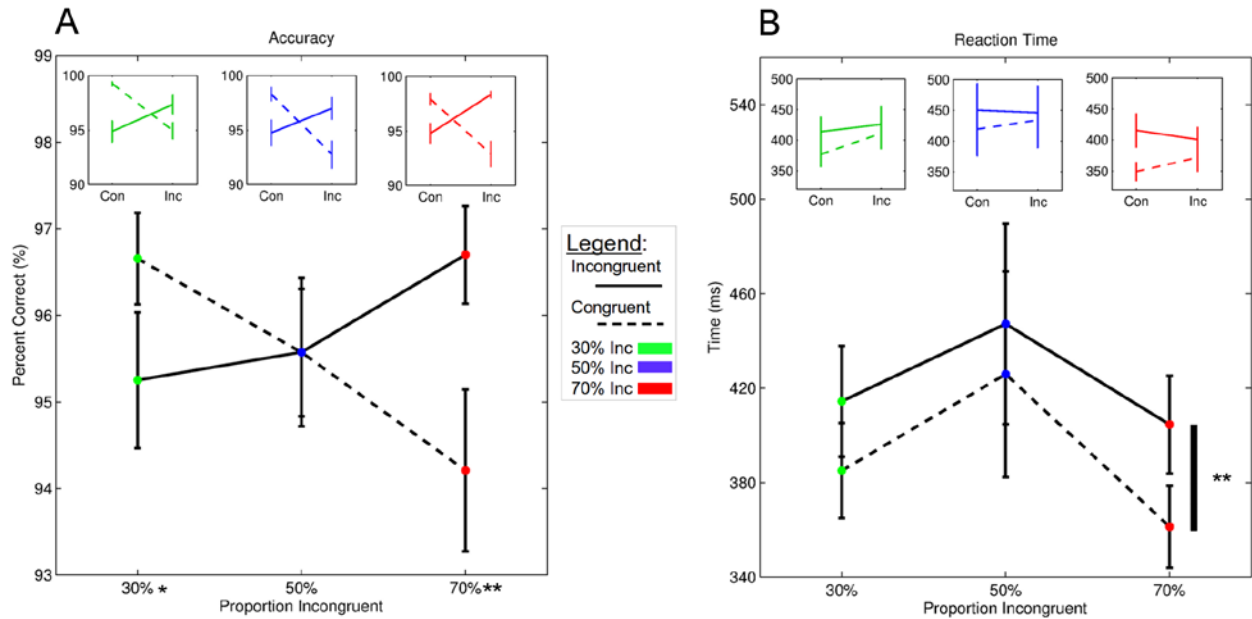 A
Accuracy
Percent Correct (%)
99
98
97
96
95
94
93
100
95
90
Con Inc
100
95
90
Con Inc
100
95
90
Con Inc
30% * 50% 70% **
Proportion Incongruent
Legend:
Incongruent
Congruent
30% Inc
50% Inc
70% Inc
B
Reaction Time
Time (ms)
540
500
460
420
380
340
500
450
400
350
Con Inc
500
450
400
350
Con Inc
500
450
400
350
Con Inc
**
30% 50% 70%
Proportion Incongruent